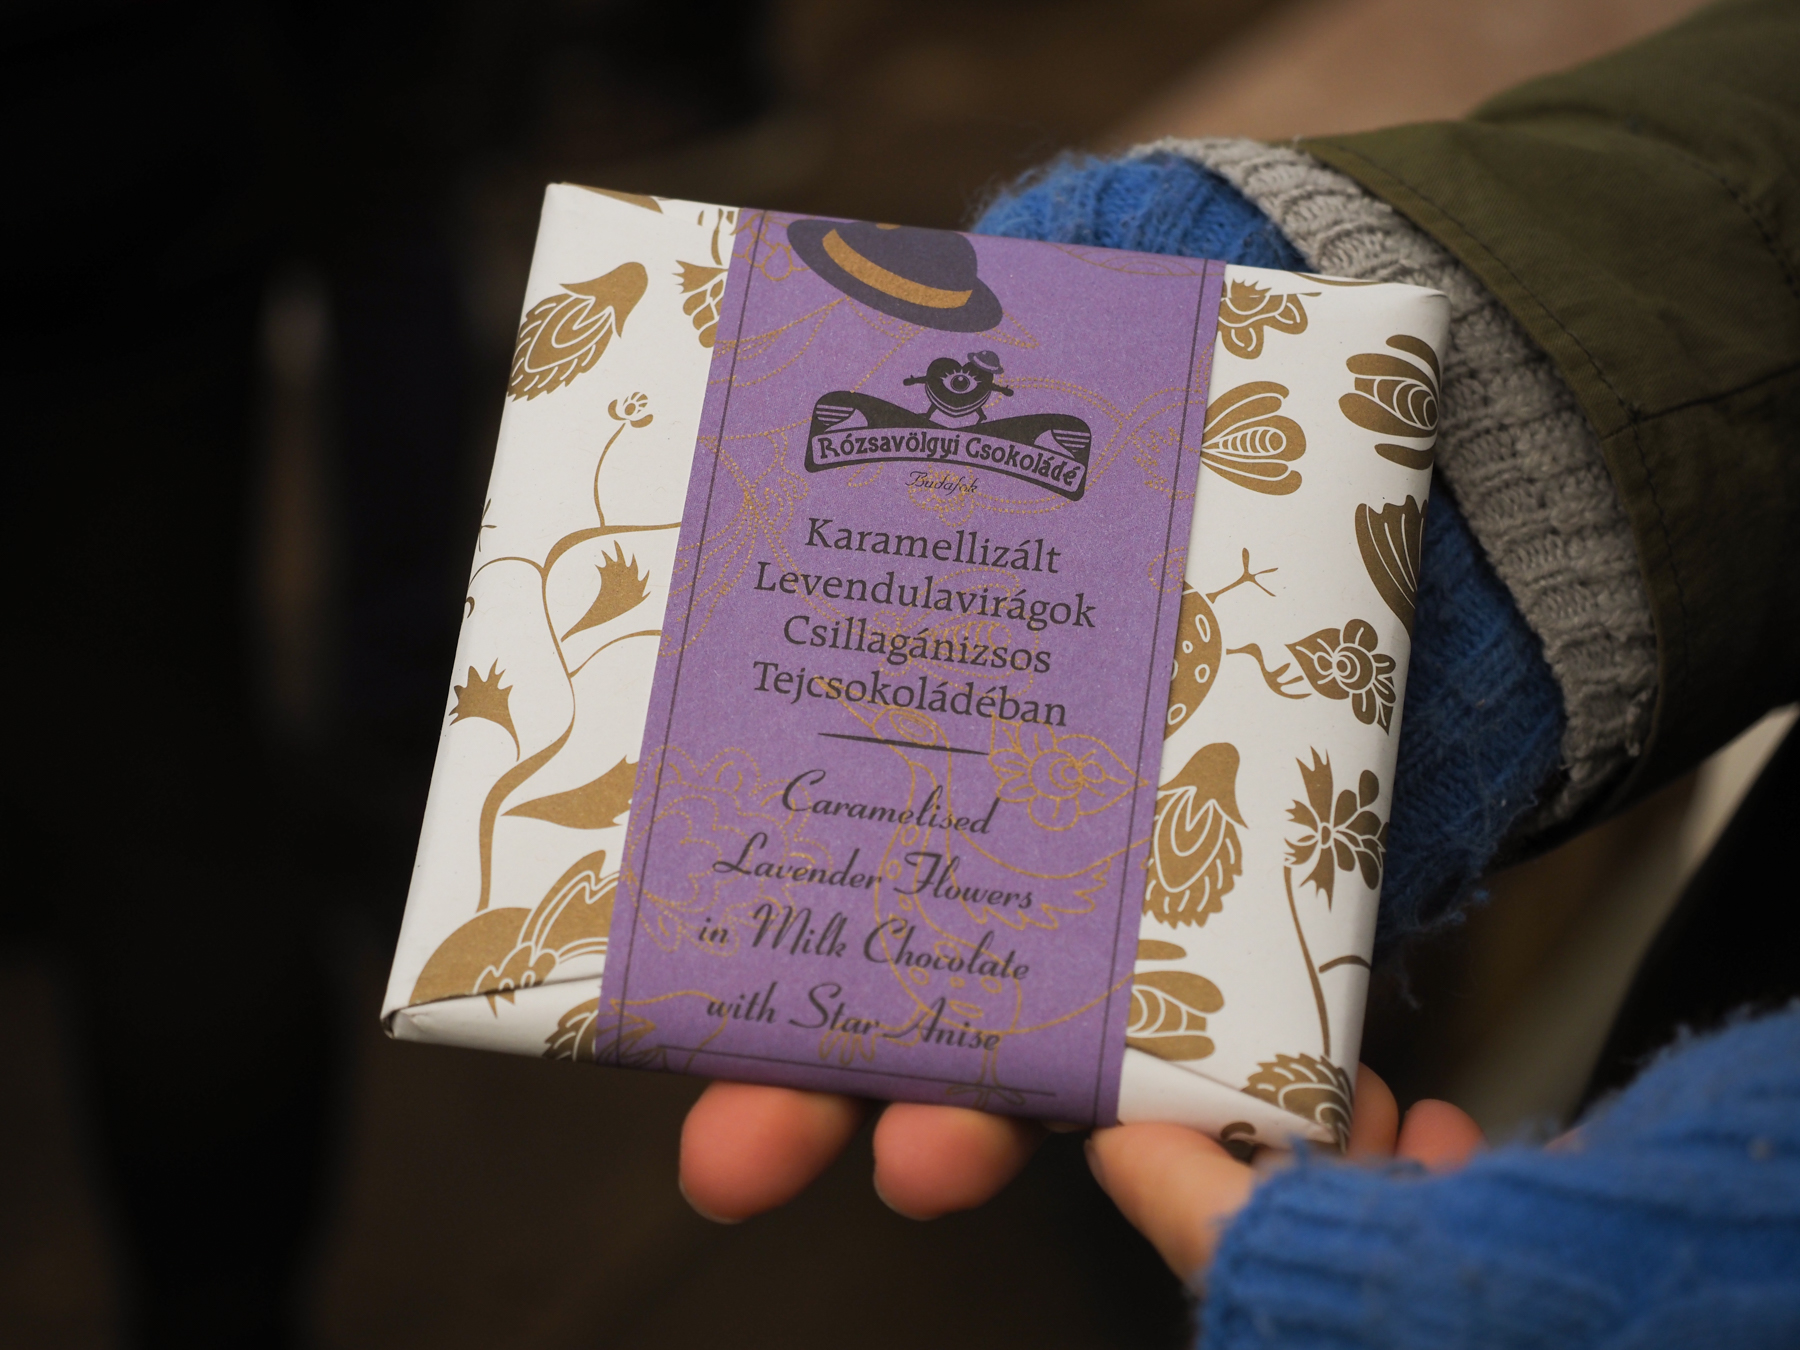 Rózsavölgyi Csokoládé
Budafok
Karamellizált
Levendulavirágok
Csillagánizsos
Tejcsokoládéban
Caramelised
Lavender Flowers
in Milk Chocolate
with Star Anise